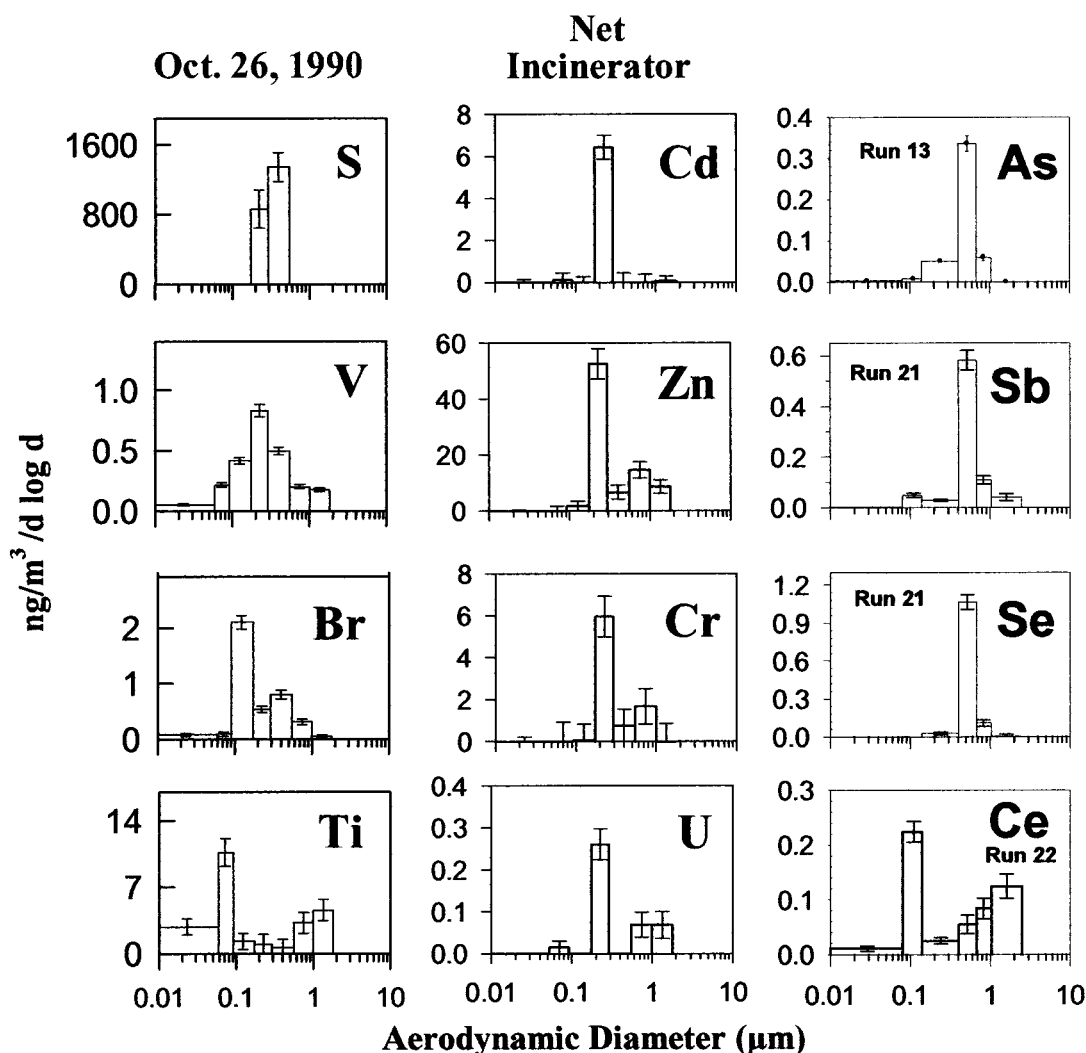 Oct. 26, 1990
Net
Incinerator
ng/m³/d log d
1600
800
0
S
8
6
4
2
0
Cd
0.4
0.3
0.2
0.1
0.0
Run 13
As
1.0
0.5
0.0
V
60
40
20
0
Zn
0.6
0.4
0.2
0.0
Run 21
Sb
2
1
0
Br
8
6
4
2
0
Cr
1.2
0.9
0.6
0.3
0.0
Run 21
Se
14
7
0
Ti
0.4
0.3
0.2
0.1
0.0
U
0.3
0.2
0.1
0.0
Ce
Run 22
0.01 0.1 1 10
0.01 0.1 1 10
0.01 0.1 1 10
Aerodynamic Diameter (µm)